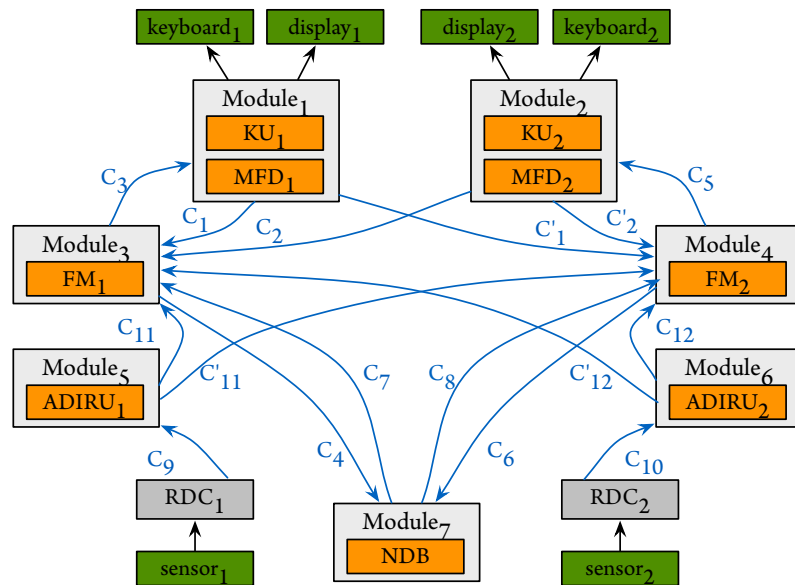 keyboard₁ display₁ display₂ keyboard₂
Module₁ Module₂
KU₁ KU₂
MFD₁ MFD₂
C₃ C₅
C₁ C₂ C'₁ C'₂
Module₃ Module₄
FM₁ FM₂
C₁₁ C₁₂
Module₅ C'₁₁ C₇ C₈ C'₁₂ Module₆
ADIRU₁ ADIRU₂
C₉ C₄ C₆ C₁₀
RDC₁ RDC₂
Module₇
NDB
sensor₁ sensor₂